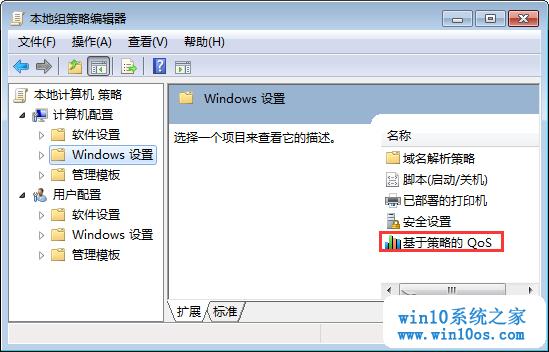 本地组策略编辑器
文件(F) 操作(A) 查看(V) 帮助(H)
本地计算机 策略
计算机配置
软件设置
Windows 设置
管理模板
用户配置
软件设置
Windows 设置
管理模板
Windows 设置
选择一个项目来查看它的描述。
名称
域名解析策略
脚本(启动/关机)
已部署的打印机
安全设置
基于策略的 QoS
扩展 标准
win10系统之家
www.win10os.com